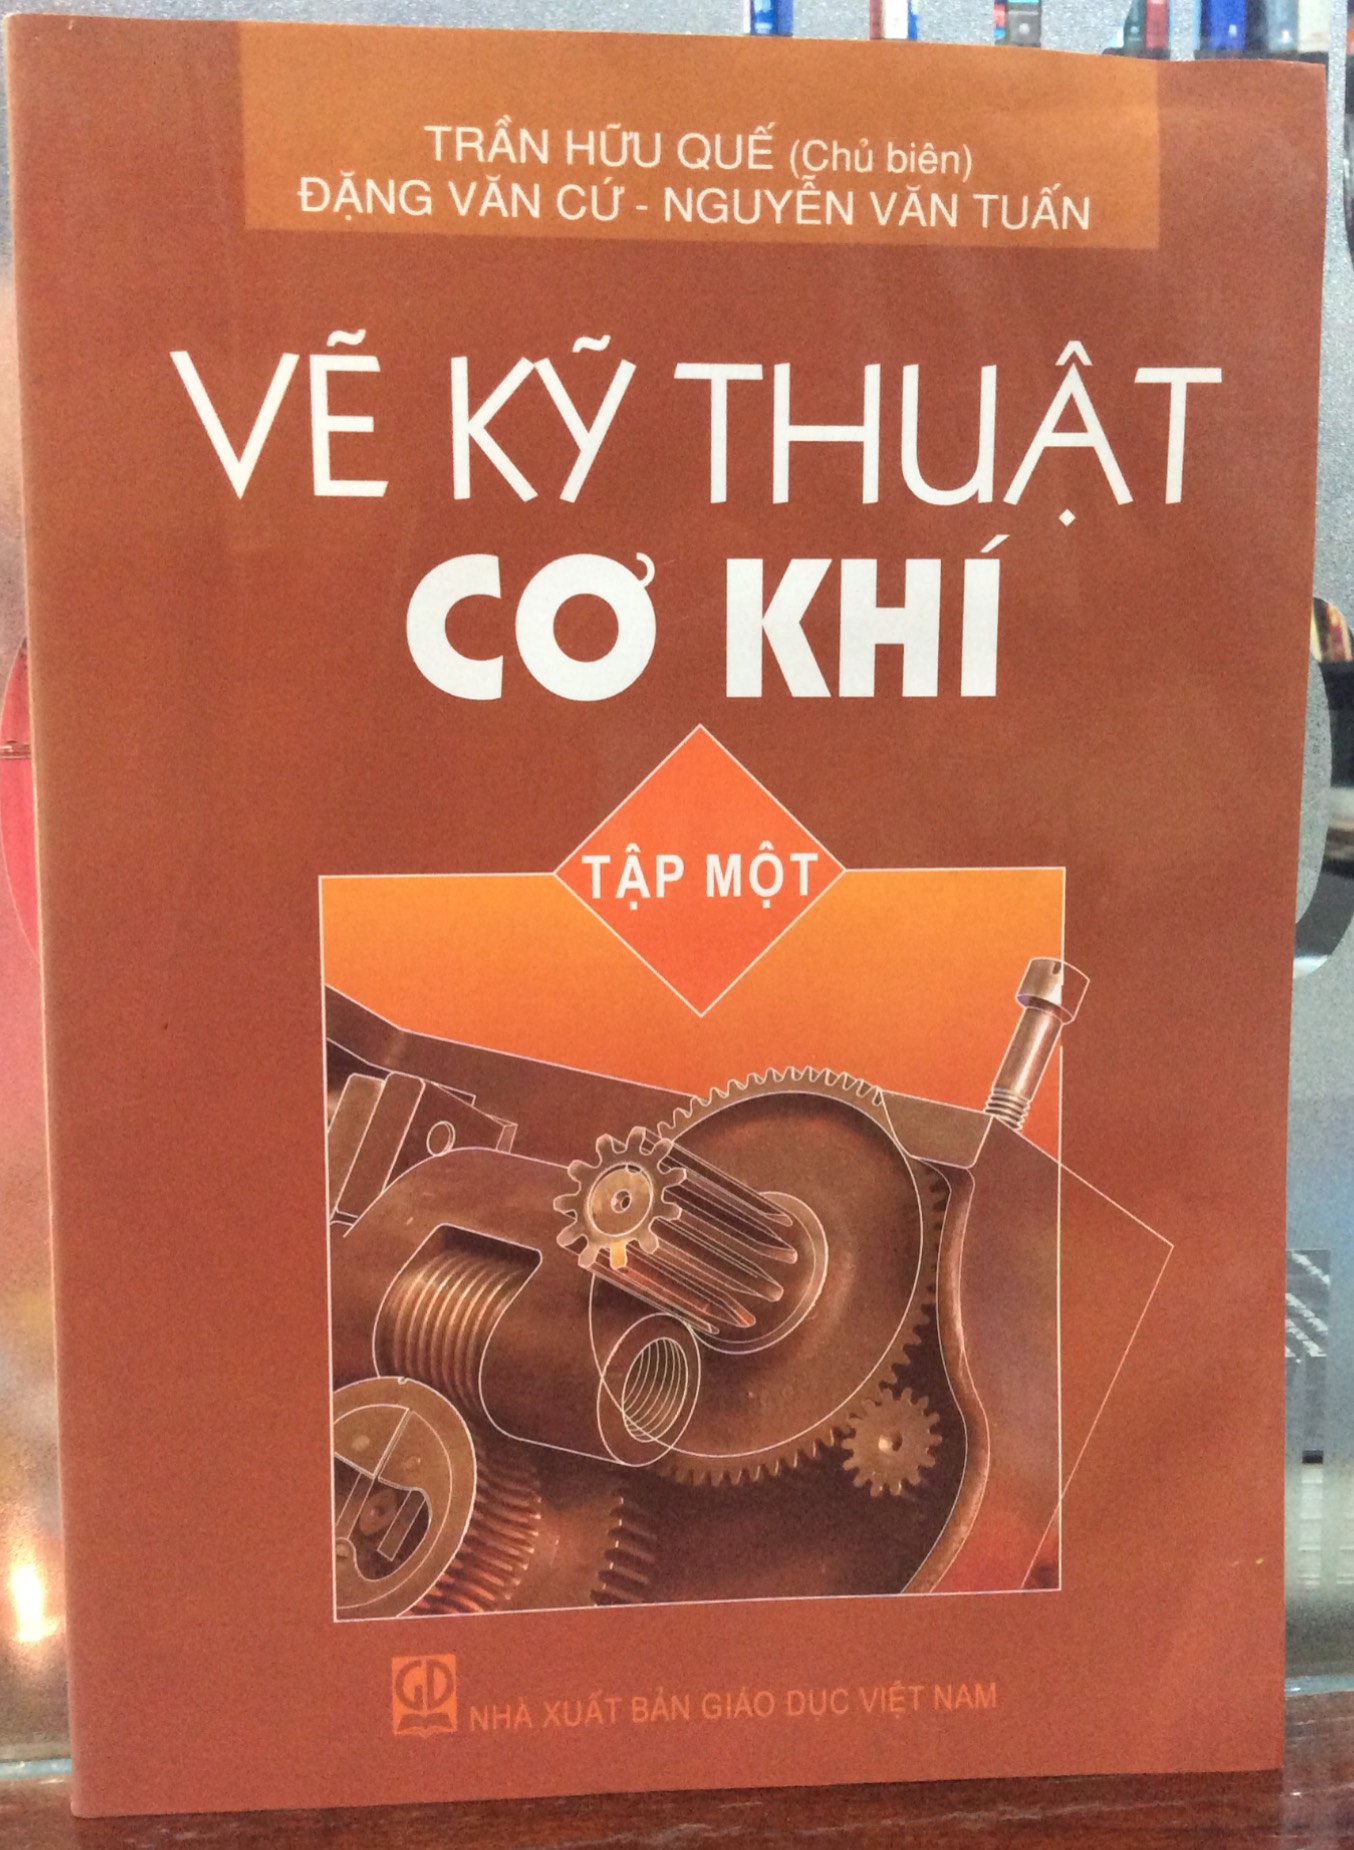 TRẦN HỮU QUẾ (Chủ biên)
ĐẶNG VĂN CỨ - NGUYỄN VĂN TUẤN
VẼ KỸ THUẬT
CƠ KHÍ
TẬP MỘT
GD
NHÀ XUẤT BẢN GIÁO DỤC VIỆT NAM